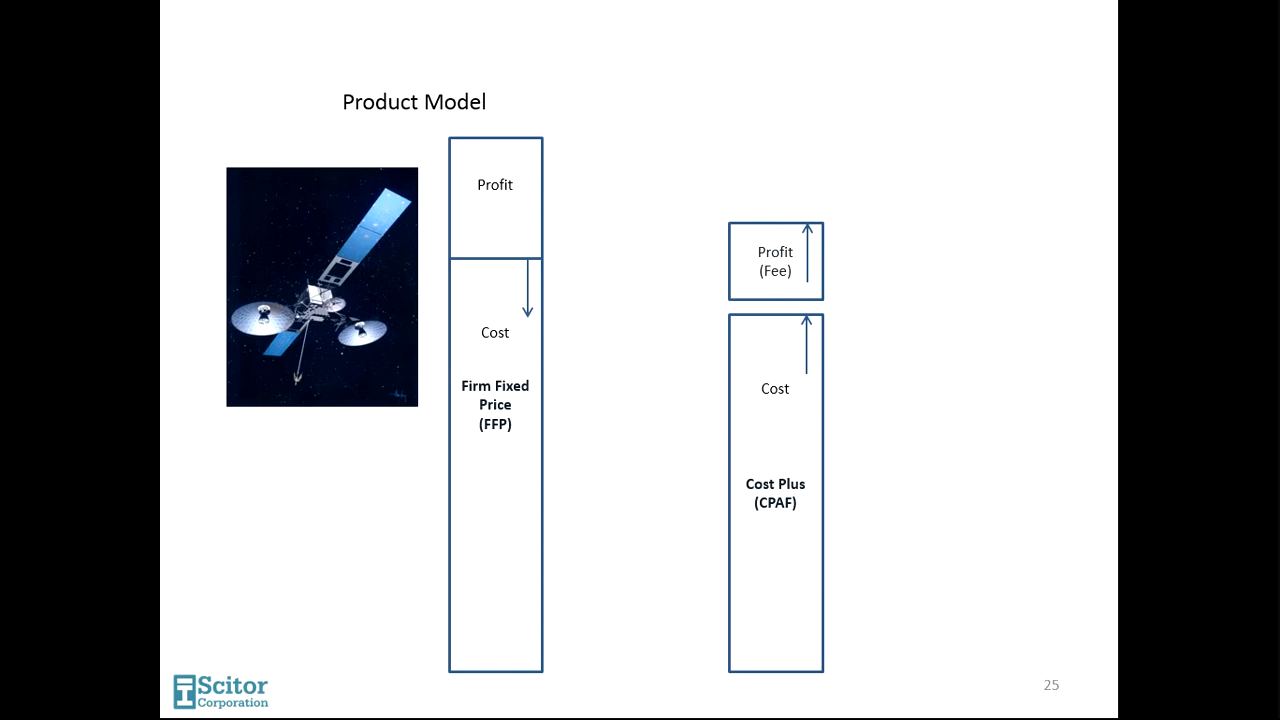 Product Model
Profit
Cost
Firm Fixed
Price
(FFP)
Profit
(Fee)
Cost
Cost Plus
(CPAF)
Scitor
Corporation
25